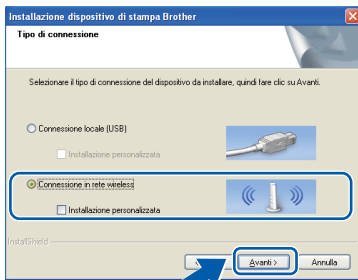 Installazione dispositivo di stampa Brother
Tipo di connessione
Selezionare il tipo di connessione del dispositivo da installare, quindi fare clic su Avanti.
Connessione locale (USB)
Installazione personalizzata
Connessione in rete wireless
Installazione personalizzata
InstallShield
Avanti > Annulla